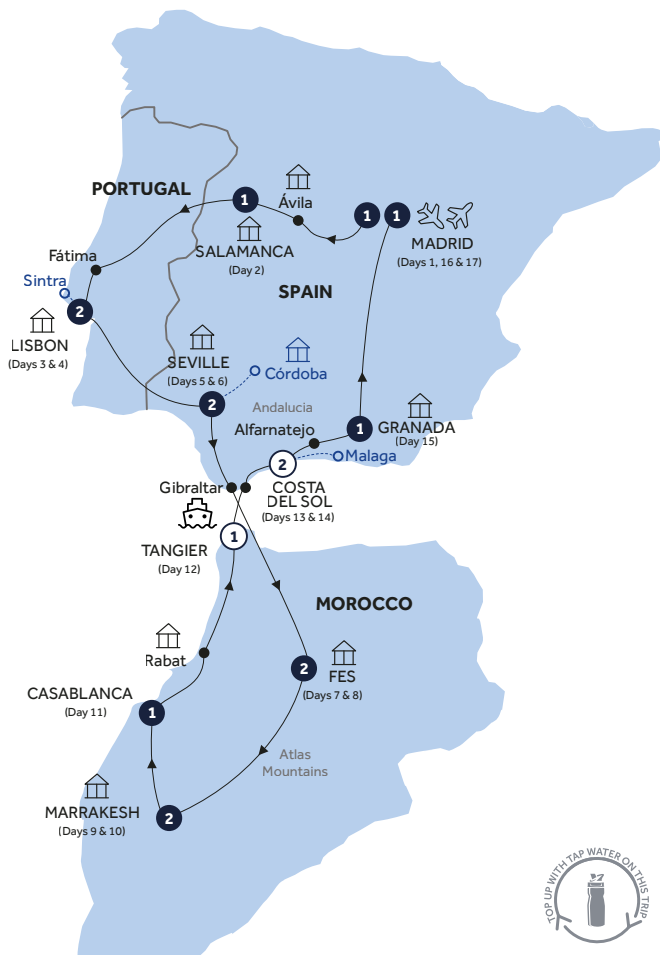 PORTUGAL
1
Ávila
1
1
SALAMANCA
(Day 2)
MADRID
(Days 1, 16 & 17)
Fátima
Sintra
SPAIN
2
LISBON
(Days 3 & 4)
SEVILLE
(Days 5 & 6)
Córdoba
2
Andalucia
Alfarnatejo
1
GRANADA
(Day 15)
2
Malaga
Gibraltar
COSTA
DEL SOL
(Days 13 & 14)
1
TANGIER
(Day 12)
MOROCCO
Rabat
2
FES
(Days 7 & 8)
CASABLANCA
(Day 11)
1
Atlas
Mountains
MARRAKESH
(Days 9 & 10)
2
TOP UP WITH TAP WATER ON THIS TRIP